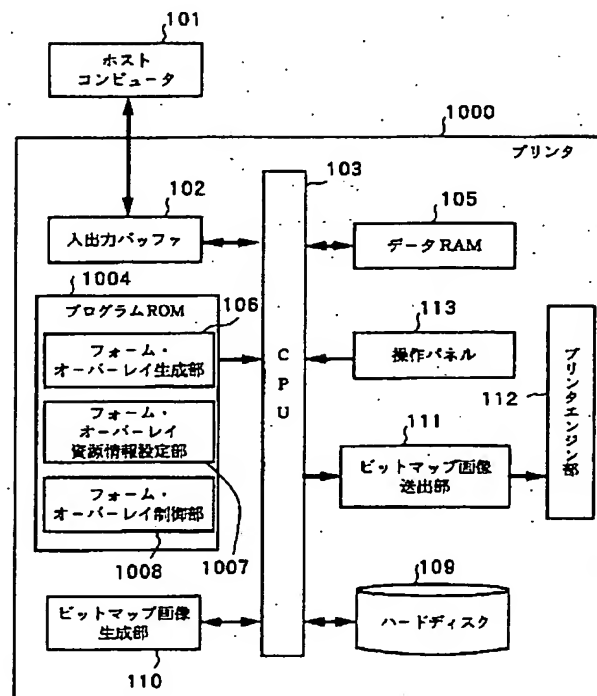 101
ホスト
コンピュータ
1000
プリンタ
103
102
105
入出力バッファ
データRAM
1004
プログラムROM
106
113
フォーム・
オーバーレイ生成部
操作パネル
CPU
フォーム・
オーバーレイ
資源情報設定部
111
112
プリンタエンジン部
ビットマップ画像
送出部
フォーム・
オーバーレイ制御部
1008
1007
109
ビットマップ画像
生成部
ハードディスク
110